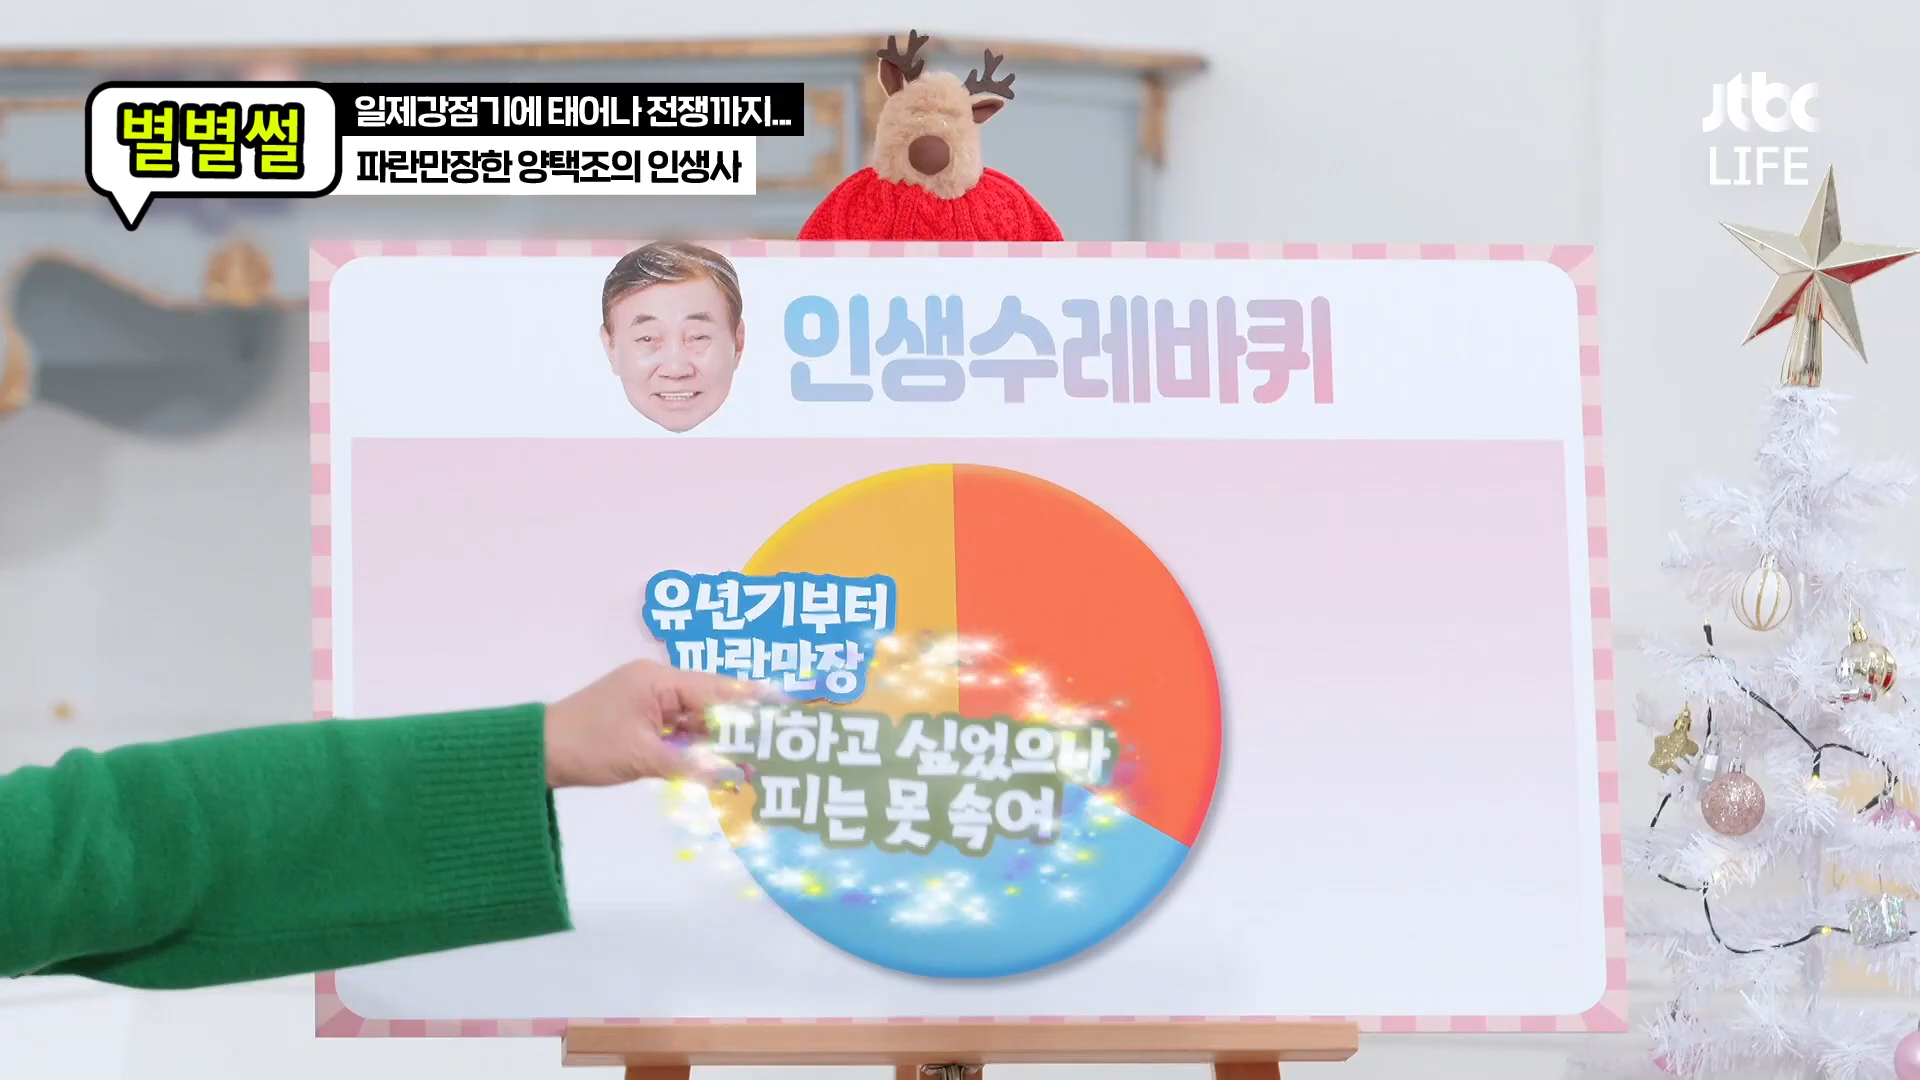 별별썰
일제강점기에 태어나 전쟁까지...
파란만장한 양택조의 인생사
jtbc
LIFE
인생수레바퀴
유년기부터
파란만장
피하고 싶었으나
피는 못 속여